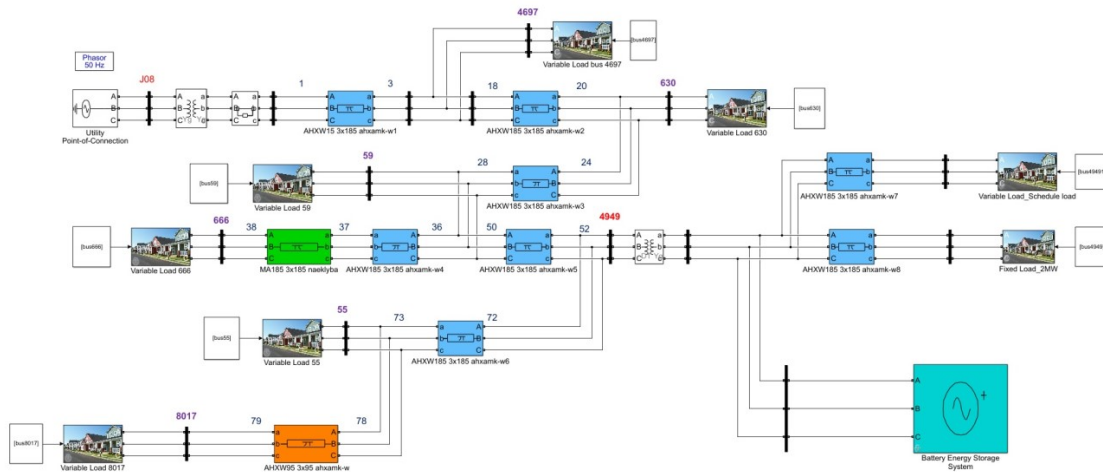 4697
Phasor
50 Hz
[bus4697]
Variable Load bus 4697
J08
1
3
18
20
630
A
B
C
a
b
c
Utility
Point-of-Connection
AHXW15 3x185 ahxamk-w1
AHXW185 3x185 ahxamk-w2
Variable Load 630
[bus630]
59
28
24
[bus59]
Variable Load 59
AHXW185 3x185 ahxamk-w3
AHXW185 3x185 ahxamk-w7
Variable Load_Schedule load
[bus49491
666
38
37
36
50
52
4949
[bus666]
Variable Load 666
MA185 3x185 naeklyba
AHXW185 3x185 ahxamk-w4
AHXW185 3x185 ahxamk-w5
AHXW185 3x185 ahxamk-w8
Fixed Load_2MW
[bus49491
55
73
72
[bus55]
Variable Load 55
AHXW185 3x185 ahxamk-w6
8017
79
78
[bus8017]
Variable Load 8017
AHXW95 3x95 ahxamk-w
A
B
C
+
Battery Energy Storage
System